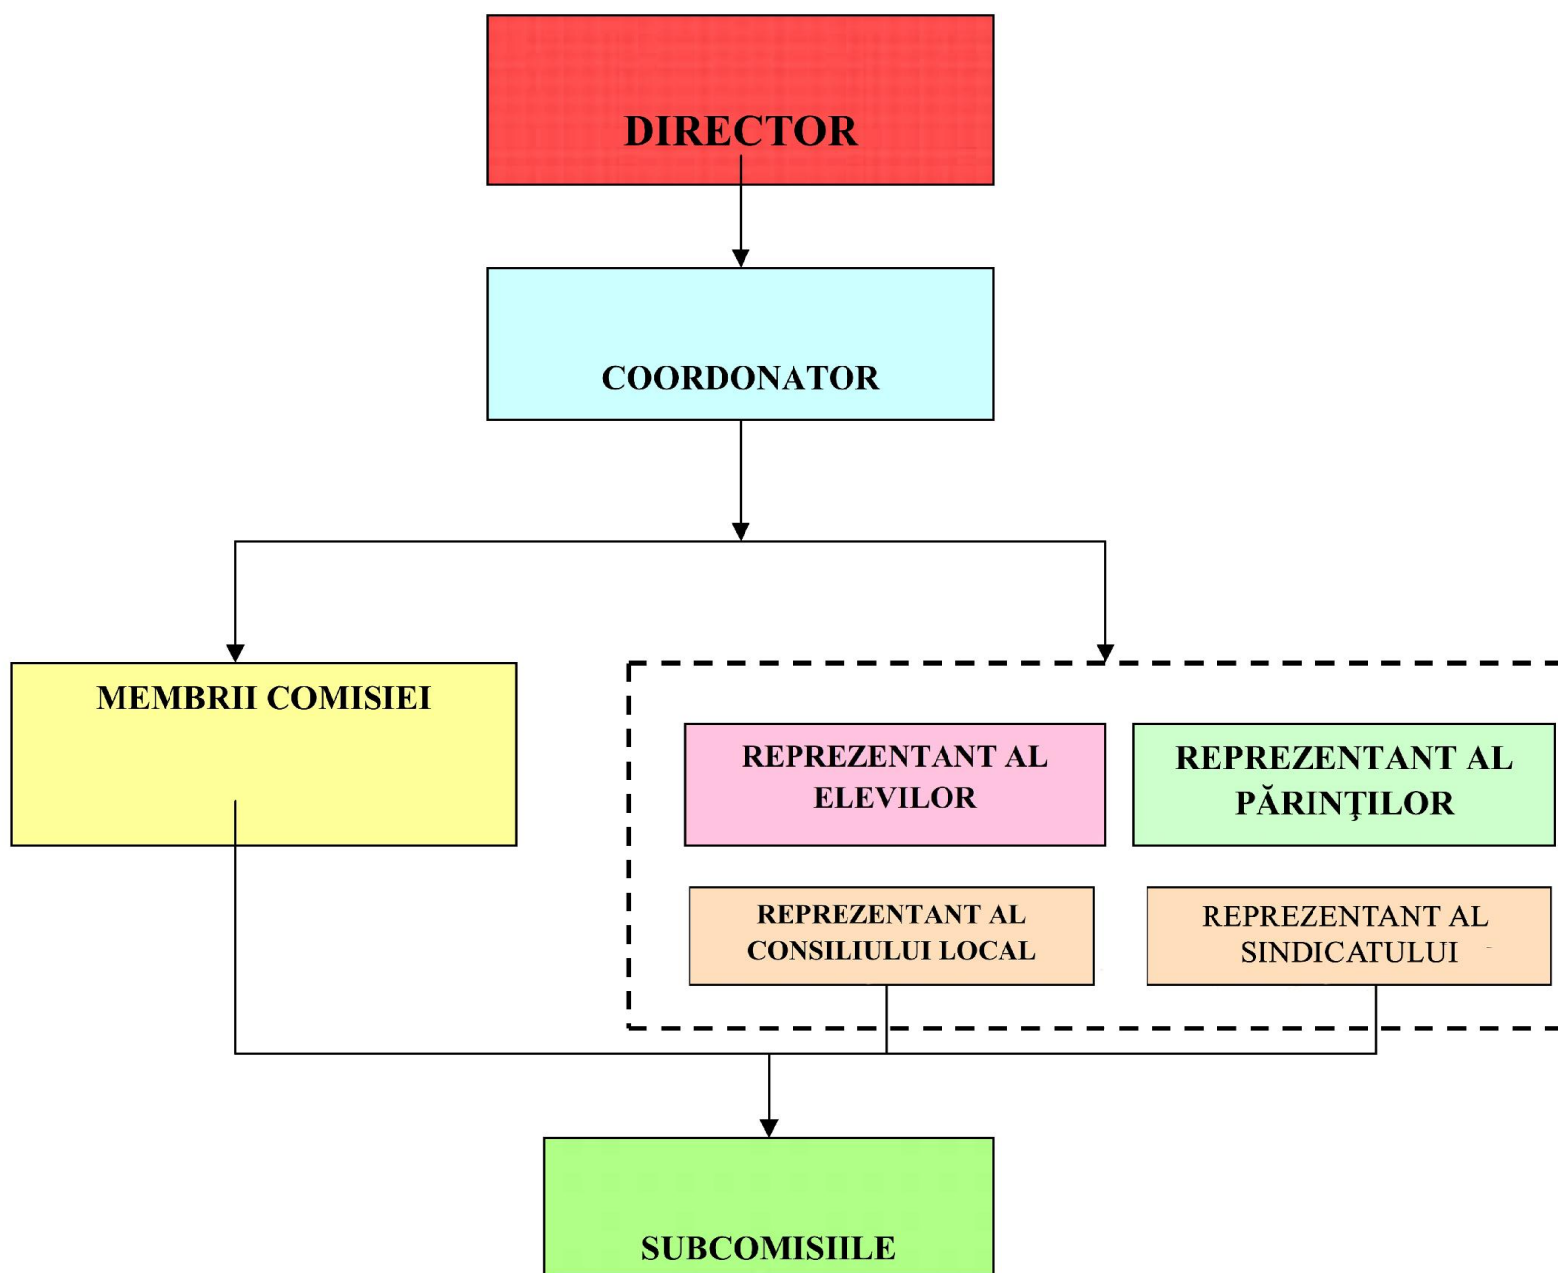 DIRECTOR
COORDONATOR
MEMBRII COMISIEI
REPREZENTANT AL
ELEVILOR
REPREZENTANT AL
PĂRINŢILOR
REPREZENTANT AL
CONSILIULUI LOCAL
REPREZENTANT AL
SINDICATULUI
SUBCOMISIILE